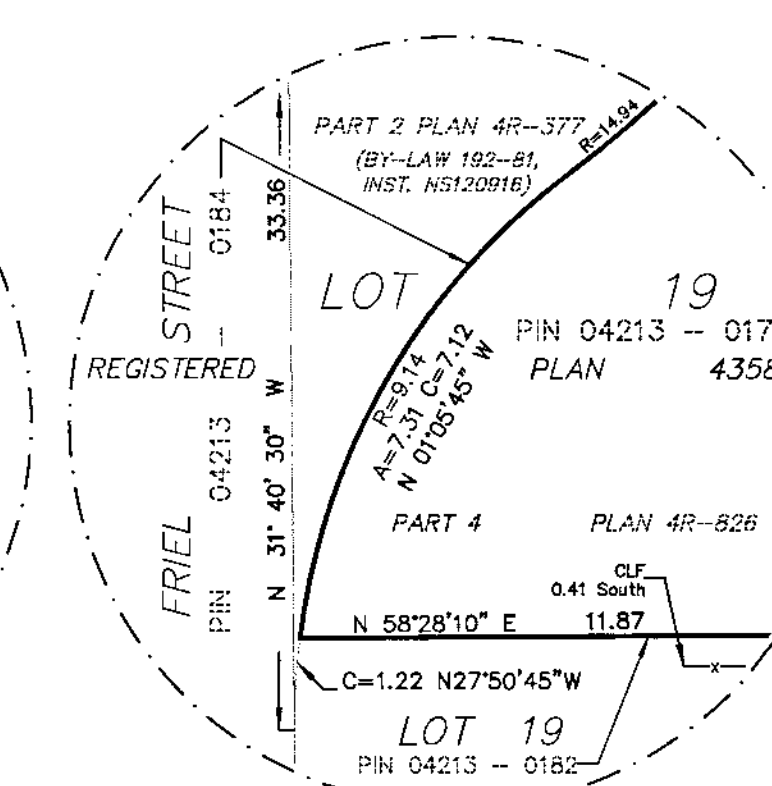 PART 2 PLAN 4R--377
(BY--LAW 192--81,
INST. NS120916)
R=14.94
33.36
FRIEL STREET
PIN 04213 -- 0184
REGISTERED
N 31° 40' 30" W
LOT 19
PIN 04213 -- 017
PLAN 4358
R=9.14
A=7.31 C=7.12
N 01°05'45" W
PART 4 PLAN 4R--826
CLF
0.41 South
N 58°28'10" E 11.87
x
C=1.22 N27°50'45"W
LOT 19
PIN 04213 -- 0182